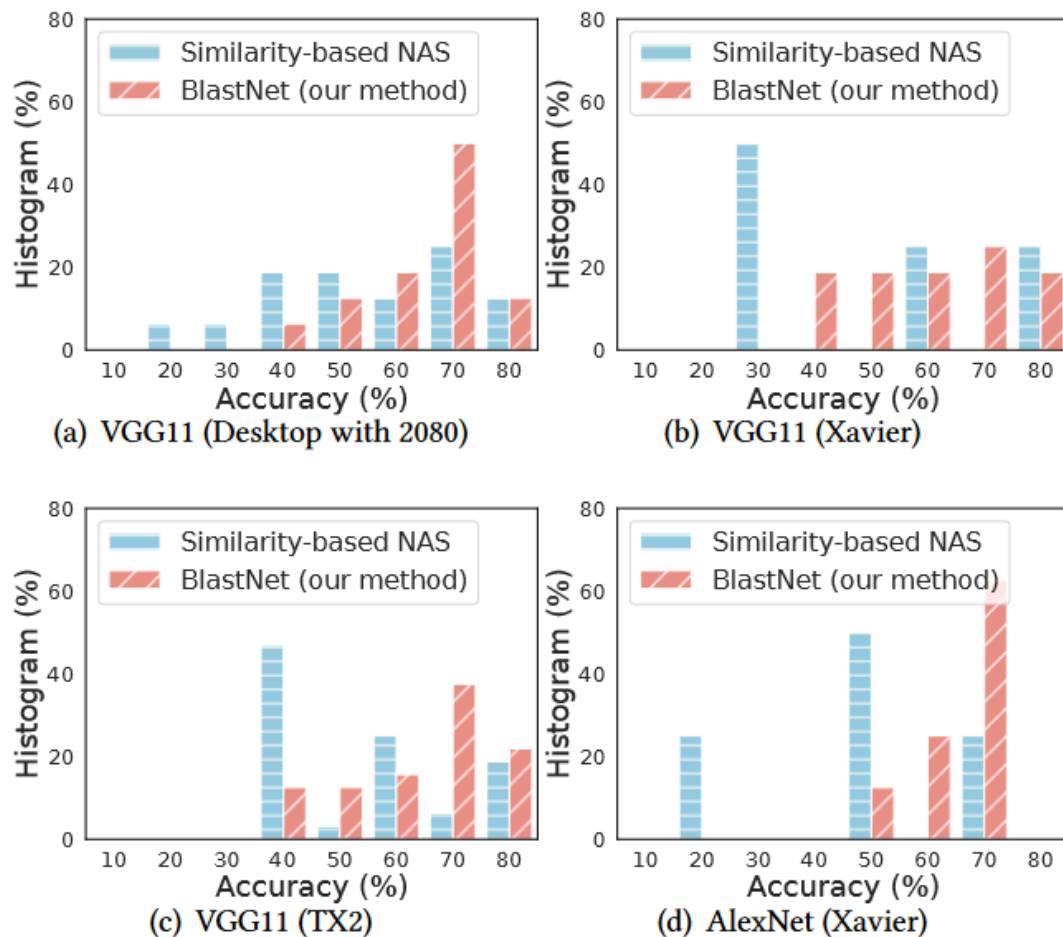 80
60
40
20
0
Histogram (%)
Similarity-based NAS
BlastNet (our method)
10 20 30 40 50 60 70 80
Accuracy (%)
(a) VGG11 (Desktop with 2080)
80
60
40
20
0
Histogram (%)
Similarity-based NAS
BlastNet (our method)
10 20 30 40 50 60 70 80
Accuracy (%)
(b) VGG11 (Xavier)
80
60
40
20
0
Histogram (%)
Similarity-based NAS
BlastNet (our method)
10 20 30 40 50 60 70 80
Accuracy (%)
(c) VGG11 (TX2)
80
60
40
20
0
Histogram (%)
Similarity-based NAS
BlastNet (our method)
10 20 30 40 50 60 70 80
Accuracy (%)
(d) AlexNet (Xavier)